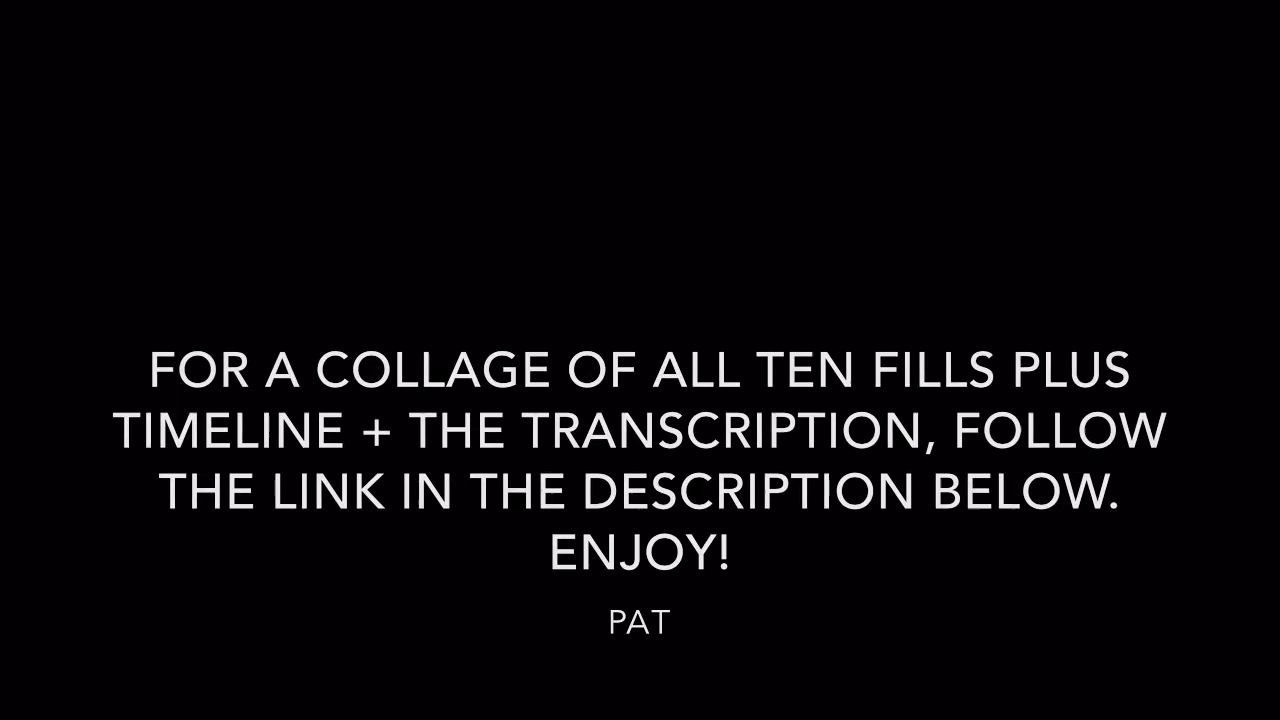 FOR A COLLAGE OF ALL TEN FILLS PLUS
TIMELINE + THE TRANSCRIPTION, FOLLOW
THE LINK IN THE DESCRIPTION BELOW.
ENJOY!
PAT